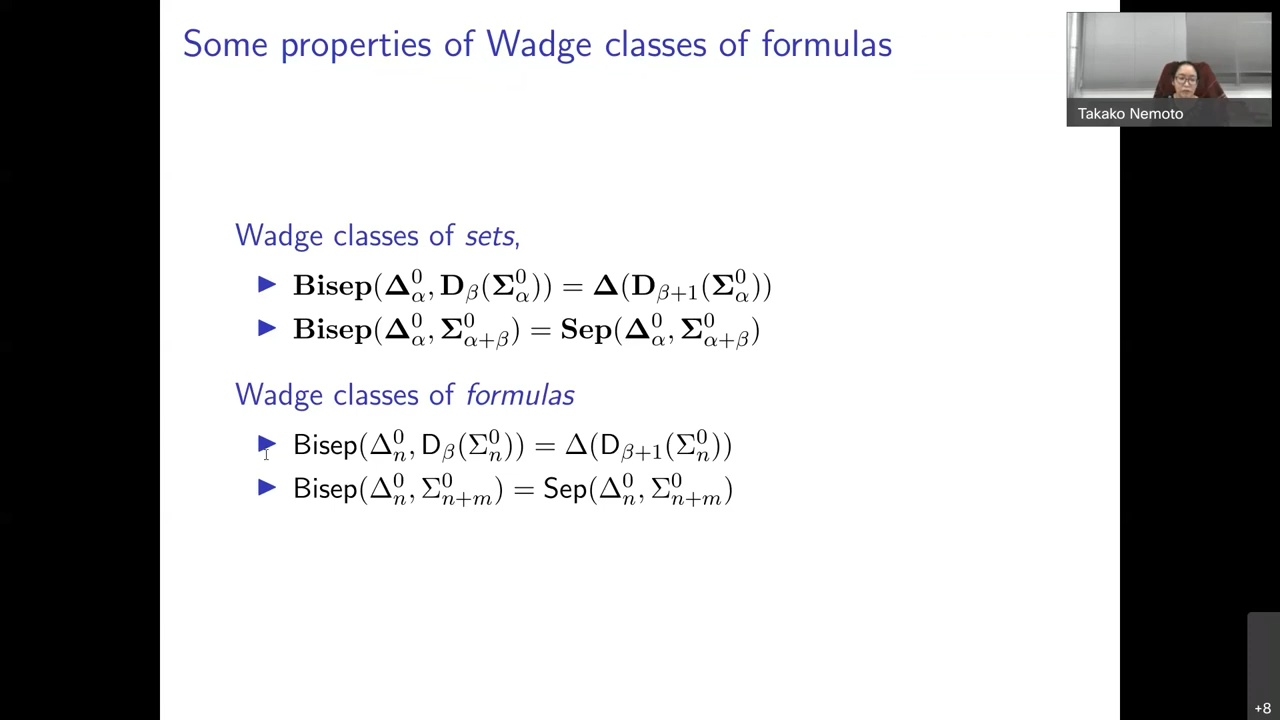 Some properties of Wadge classes of formulas
Takako Nemoto
Wadge classes of sets,
▶ Bisep(Δ⁰_α, D_β(Σ⁰_α)) = Δ(D_{β+1}(Σ⁰_α))
▶ Bisep(Δ⁰_α, Σ⁰_{α+β}) = Sep(Δ⁰_α, Σ⁰_{α+β})
Wadge classes of formulas
▶ Bisep(Δ⁰_n, D_β(Σ⁰_n)) = Δ(D_{β+1}(Σ⁰_n))
▶ Bisep(Δ⁰_n, Σ⁰_{n+m}) = Sep(Δ⁰_n, Σ⁰_{n+m})
+8